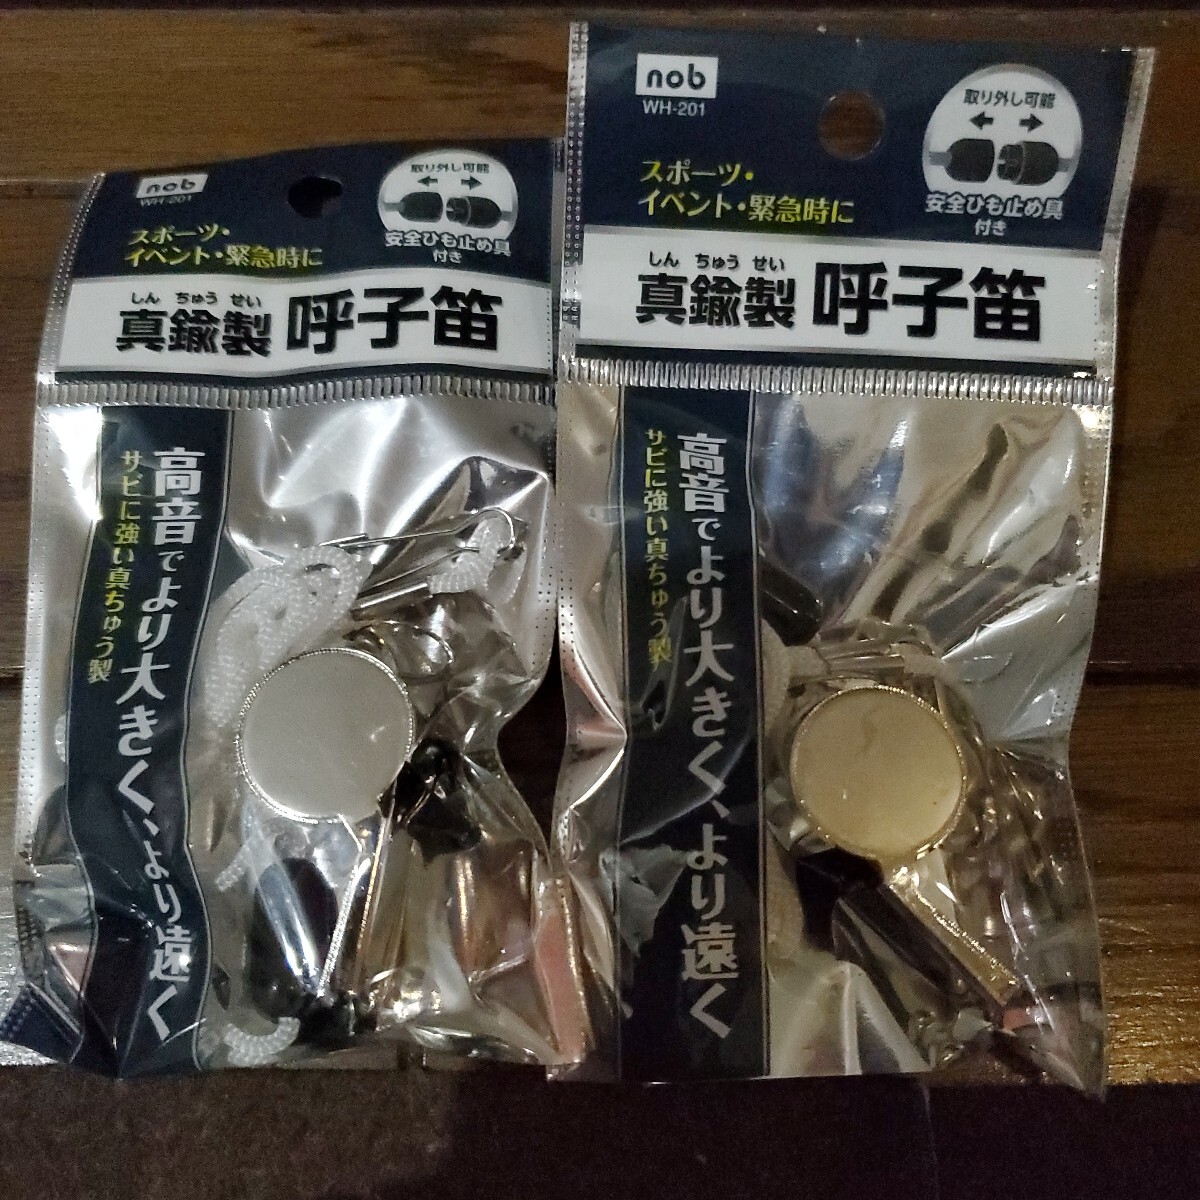 nob
WH-201
取り外し可能
安全ひも止め具
付き
スポーツ・
イベント・緊急時に
しん ちゅう せい
真鍮製 呼子笛
高音でより大きく、より遠く
サビに強い真ちゅう製
nob
WH-201
取り外し可能
安全ひも止め具
付き
スポーツ・
イベント・緊急時に
しん ちゅう せい
真鍮製 呼子笛
高音でより大きく、より遠く
サビに強い真ちゅう製